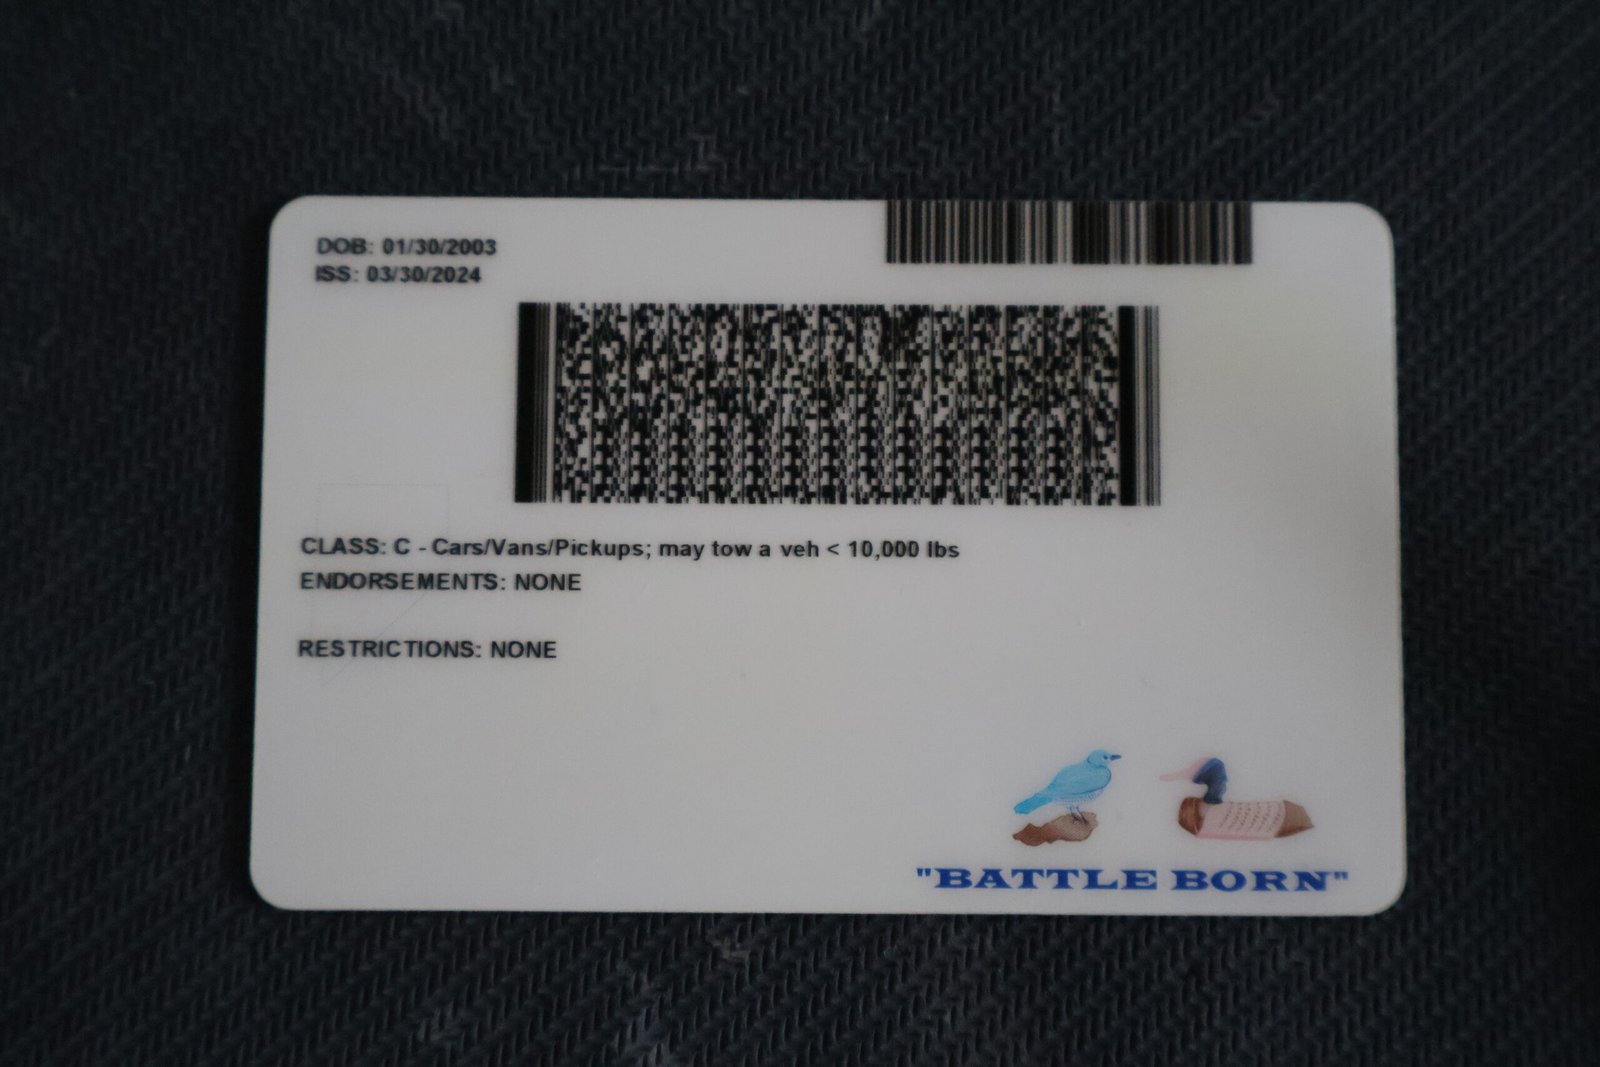 DOB: 01/30/2003
ISS: 03/30/2024
CLASS: C - Cars/Vans/Pickups; may tow a veh < 10,000 lbs
ENDORSEMENTS: NONE
RESTRICTIONS: NONE
"BATTLE BORN"